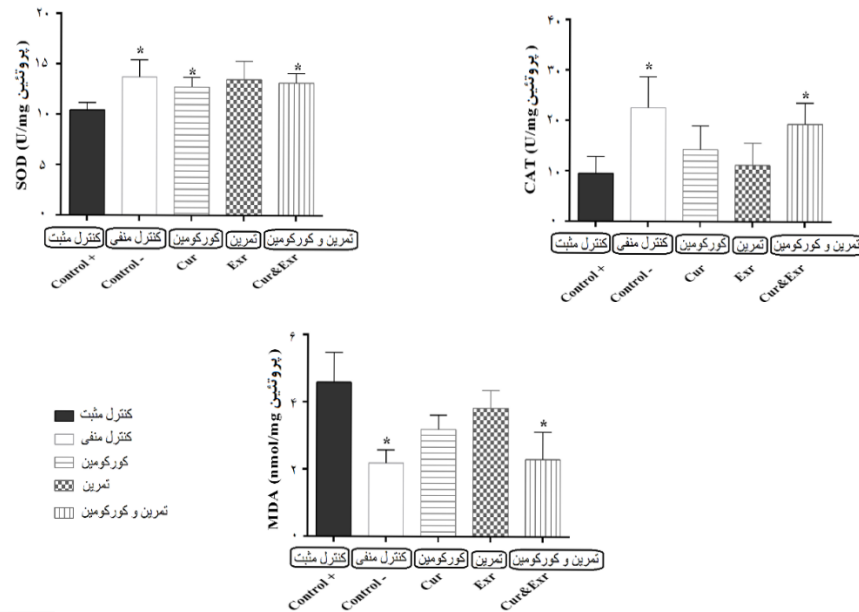 SOD (U/mg پروتئین)
۲۰
۱۵
۱۰
۵
۰
* * *
کنترل مثبت کنترل منفی کورکومین تمرین تمرین و کورکومین
Control + Control - Cur Exr Cur&Exr
CAT (U/mg پروتئین)
۴۰
۳۰
۲۰
۱۰
۰
* *
کنترل مثبت کنترل منفی کورکومین تمرین تمرین و کورکومین
Control + Control - Cur Exr Cur&Exr
MDA (nmol/mg پروتئین)
۶
۴
۲
۰
* *
کنترل مثبت کنترل منفی کورکومین تمرین تمرین و کورکومین
Control + Control - Cur Exr Cur&Exr
کنترل مثبت
کنترل منفی
کورکومین
تمرین
تمرین و کورکومین